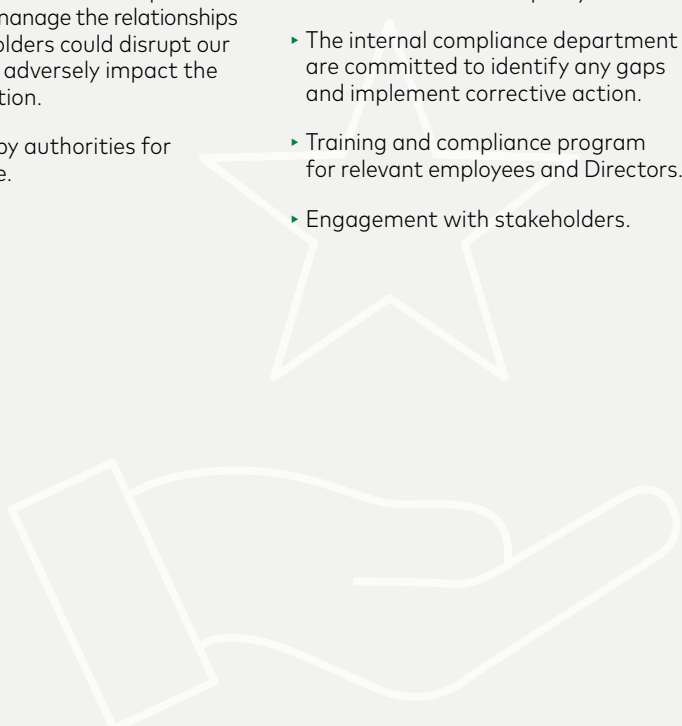 manage the relationships
olders could disrupt our
adversely impact the
tion.
by authorities for
e.
▸ The internal compliance department
are committed to identify any gaps
and implement corrective action.
▸ Training and compliance program
for relevant employees and Directors.
▸ Engagement with stakeholders.